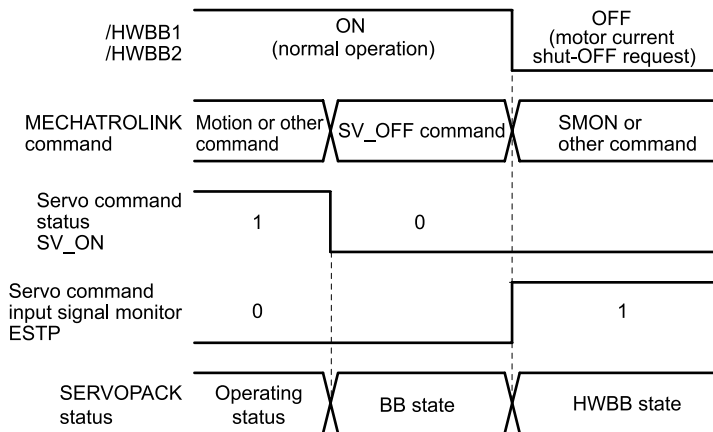 /HWBB1
/HWBB2
ON
(normal operation)
OFF
(motor current
shut-OFF request)
MECHATROLINK
command
Motion or other
command
SV_OFF command
SMON or
other command
Servo command
status
SV_ON
1
0
Servo command
input signal monitor
ESTP
0
1
SERVOPACK
status
Operating
status
BB state
HWBB state